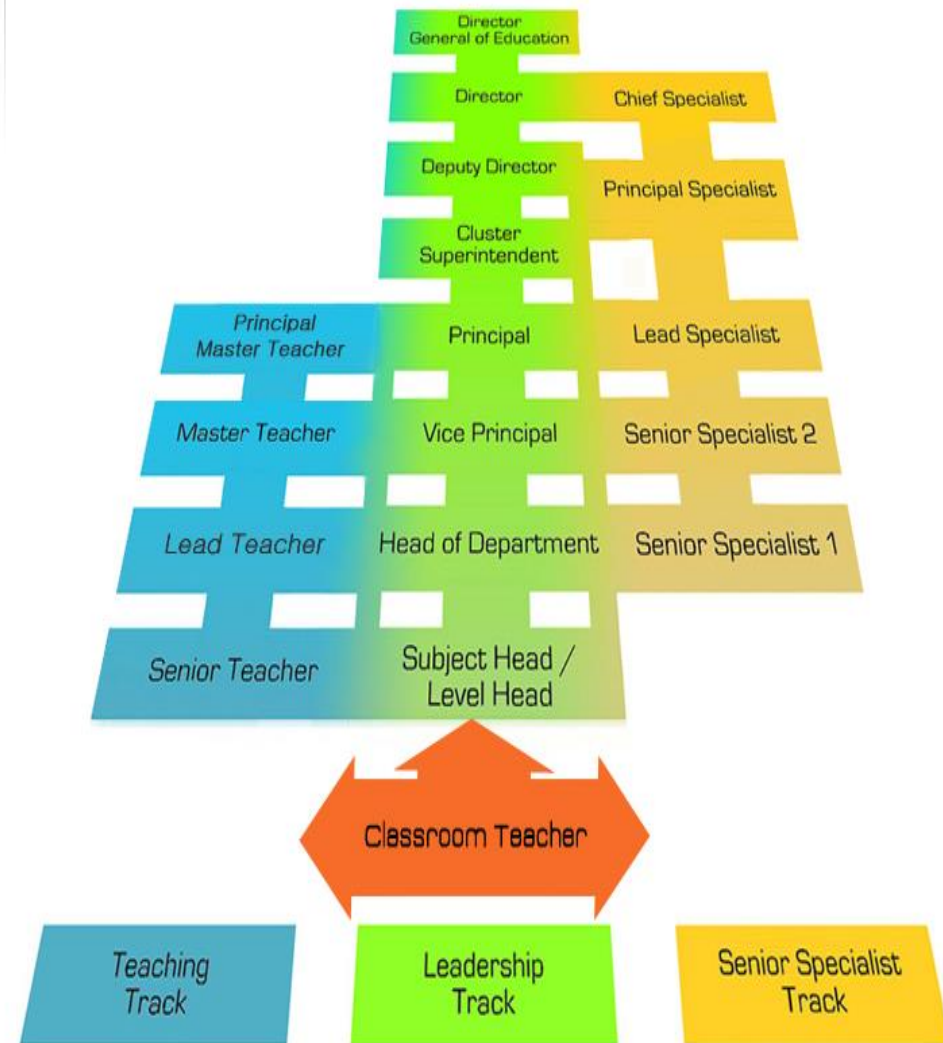 Director
General of Education
Director
Chief Specialist
Deputy Director
Principal Specialist
Cluster
Superintendent
Principal
Master Teacher
Principal
Lead Specialist
Master Teacher
Vice Principal
Senior Specialist 2
Lead Teacher
Head of Department
Senior Specialist 1
Senior Teacher
Subject Head /
Level Head
Classroom Teacher
Teaching
Track
Leadership
Track
Senior Specialist
Track